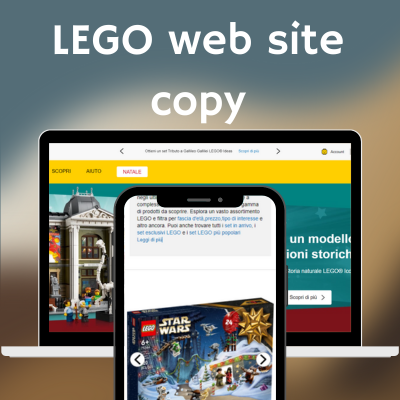 LEGO web site
copy
Ottieni un set Tributo a Galileo Galilei LEGO® Ideas Scopri di più
Account
SCOPRI AIUTO NATALE
complesse
di prodotti da scoprire. Esplora un vasto assortimento
LEGO e filtra per fascia d'età,prezzo,tipo di interesse e
altro ancora. Puoi anche trovare tutti i set in arrivo, i
set esclusivi LEGO e i set LEGO più popolari
Leggi di più
un modello
ioni storich
toria naturale LEGO® Ico
Scopri di più
LEGO
STAR
WARS
6+
24